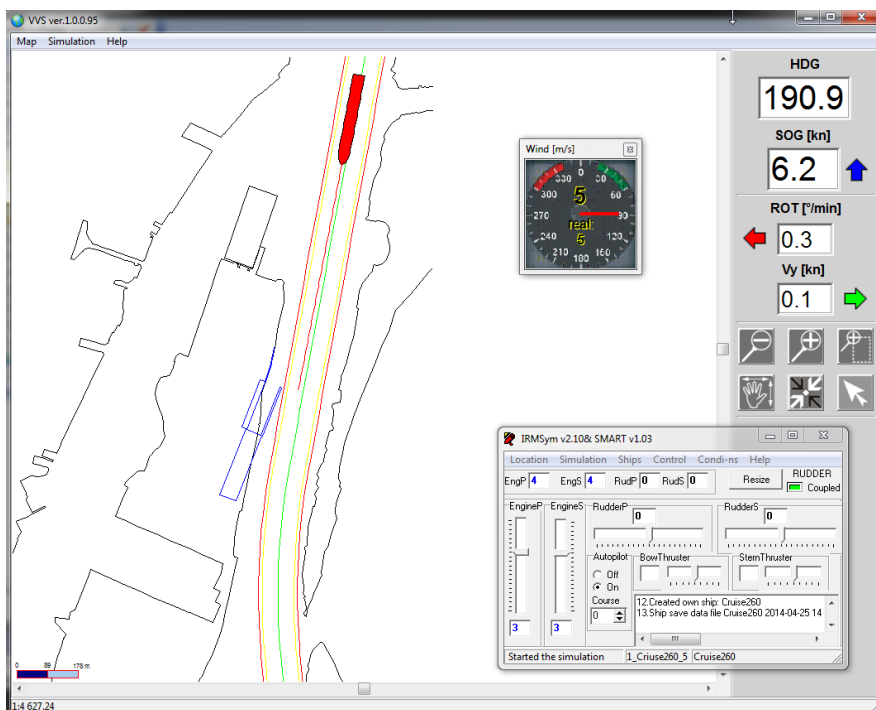 VVS ver.1.0.0.95
Map Simulation Help
HDG
190.9
SOG [kn]
6.2
ROT [°/min]
0.3
Vy [kn]
0.1
Wind [m/s]
0
330 30
300 60
5
270 90
real:
240 5 120
210 180 150
IRMSym v2.10& SMART v1.03
Location Simulation Ships Control Condi-ns Help
EngP 4 EngS 4 RudP 0 RudS 0 Resize RUDDER
Coupled
EngineP EngineS RudderP RudderS
0 0
Autopilot BowThruster SternThruster
Off
On
Course
0
12.Created own ship: Cruise260
13.Ship save data file Cruise260 2014-04-25 14
3 3
Started the simulation 1_Criuse260_5 Cruise260
0 89 178 m
1:4 627,24